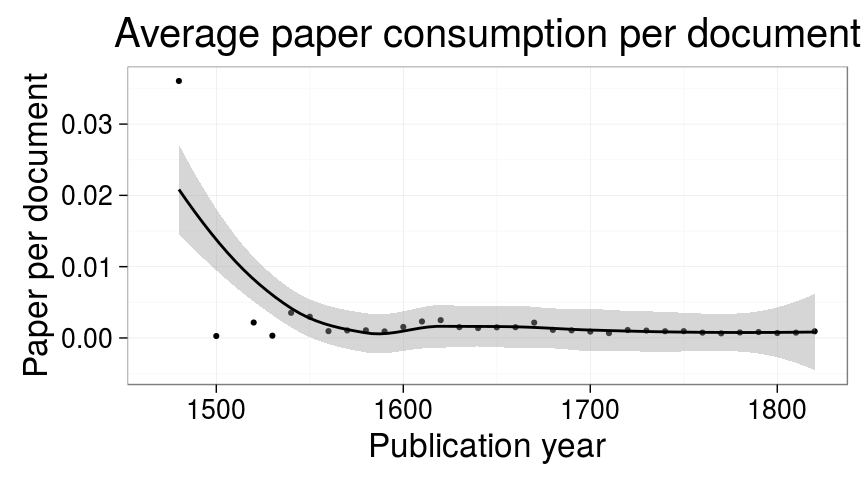 Average paper consumption per document
Paper per document
0.03
0.02
0.01
0.00
1500 1600 1700 1800
Publication year